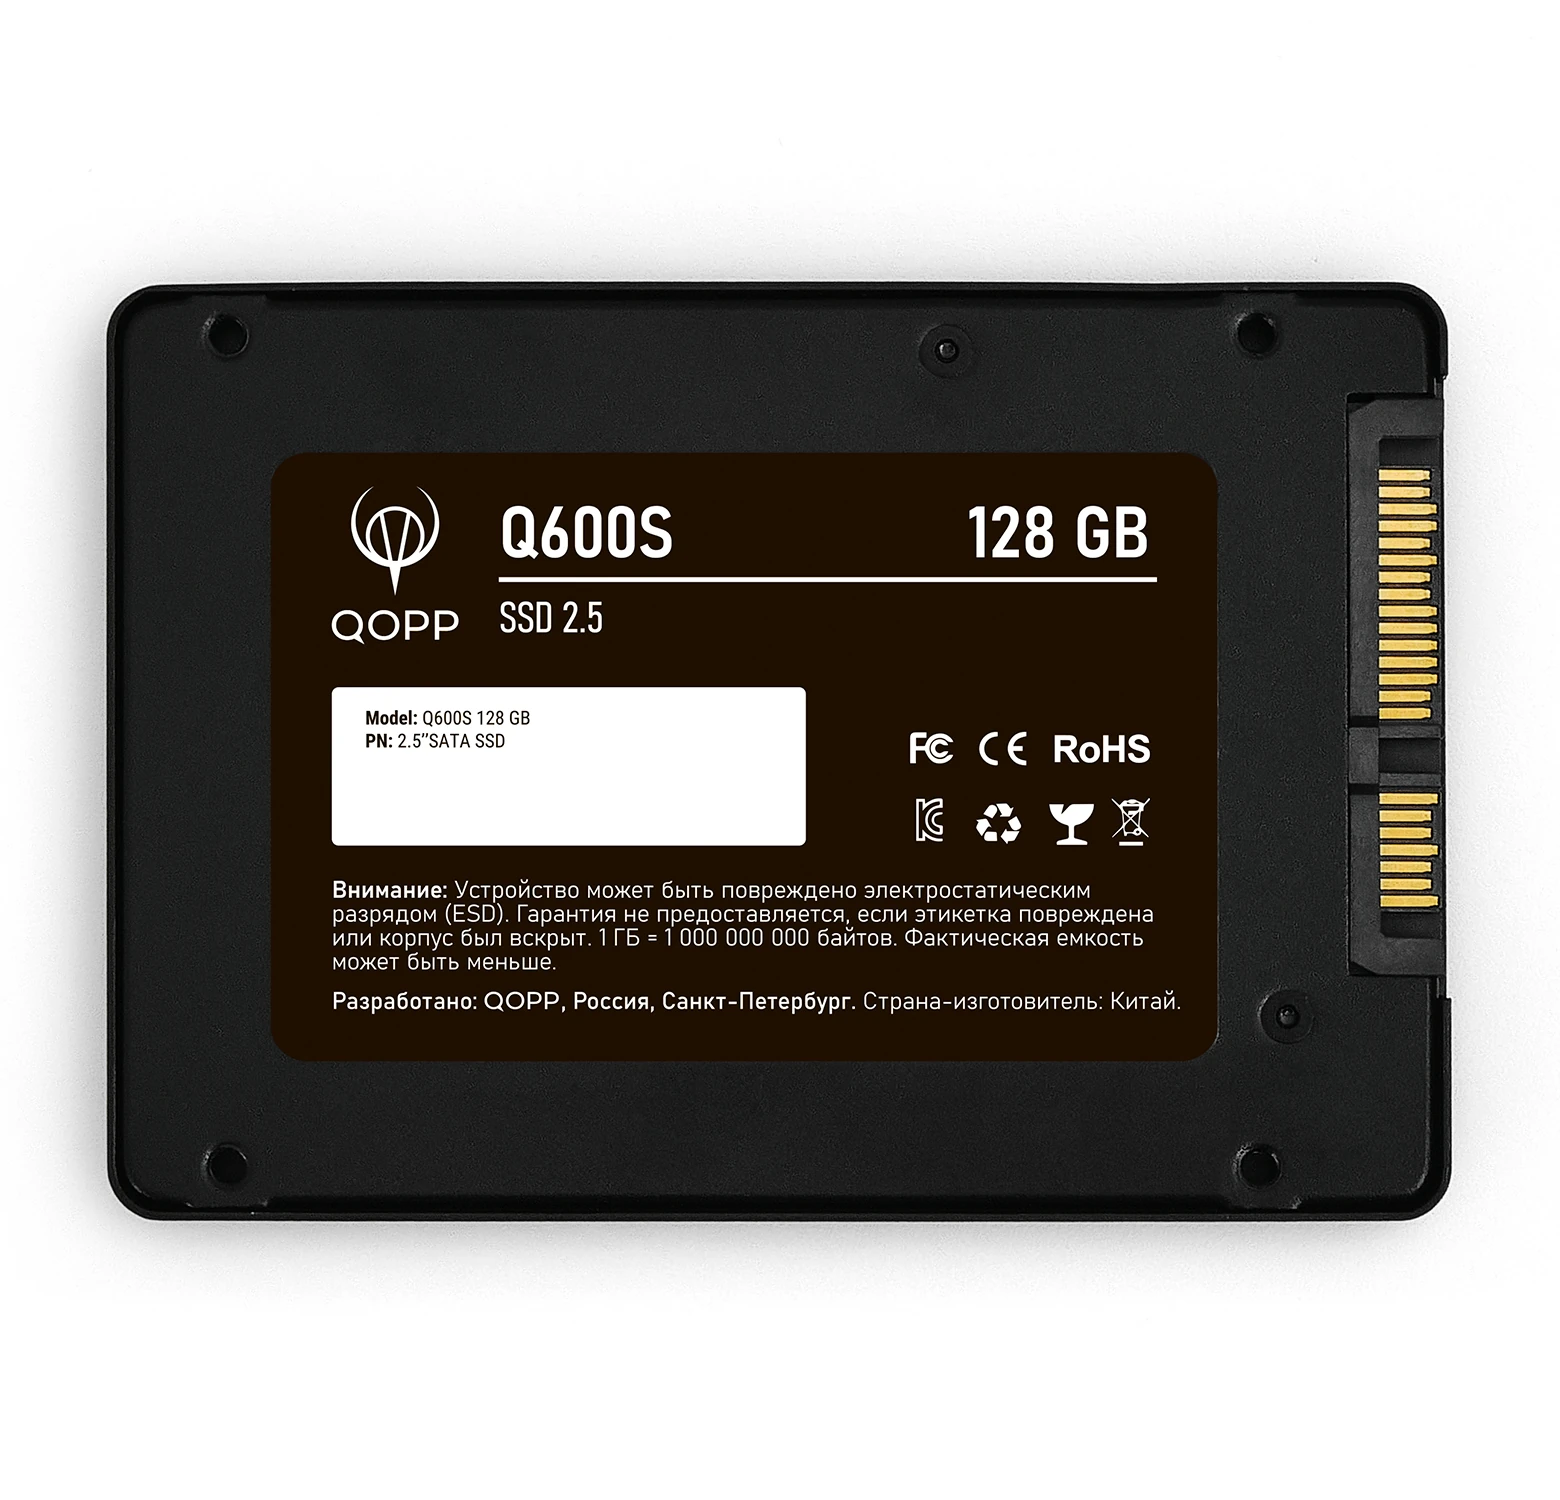 Q600S 128 GB
QOPP SSD 2.5
Model: Q600S 128 GB
PN: 2.5”SATA SSD
FC CE RoHS
Внимание: Устройство может быть повреждено электростатическим
разрядом (ESD). Гарантия не предоставляется, если этикетка повреждена
или корпус был вскрыт. 1 ГБ = 1 000 000 000 байтов. Фактическая емкость
может быть меньше.
Разработано: QOPP, Россия, Санкт-Петербург. Страна-изготовитель: Китай.